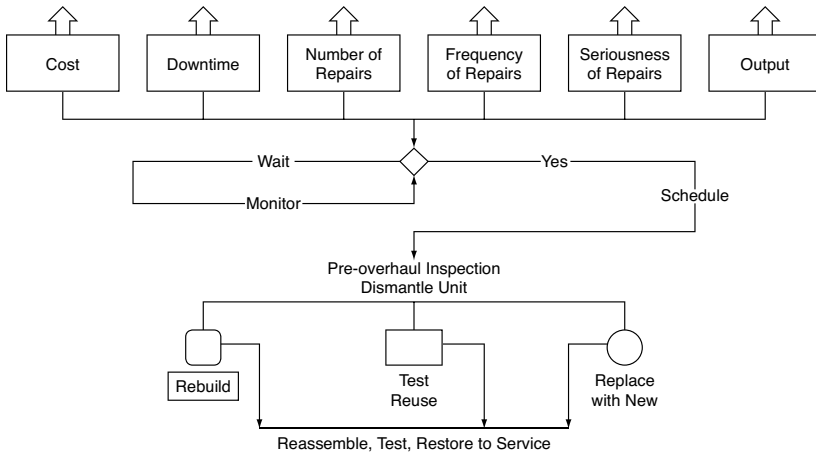 Cost
Downtime
Number of
Repairs
Frequency
of Repairs
Seriousness
of Repairs
Output
Wait
Yes
Monitor
Schedule
Pre-overhaul Inspection
Dismantle Unit
Rebuild
Test
Reuse
Replace
with New
Reassemble, Test, Restore to Service